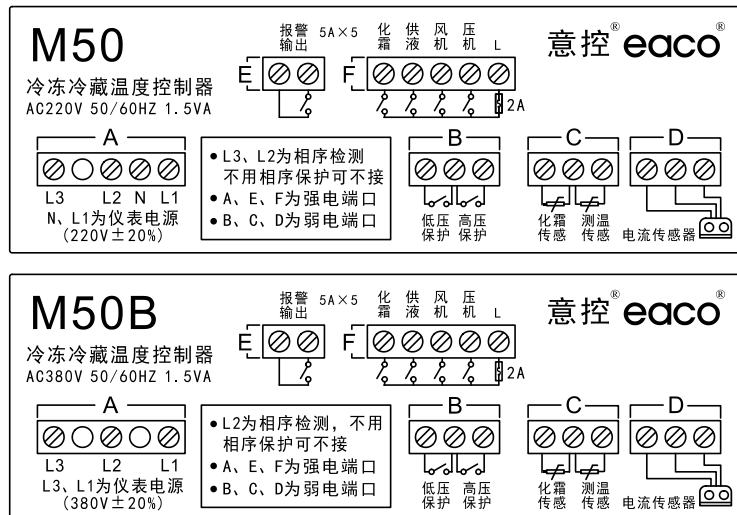 M50
冷冻冷藏温度控制器
AC220V 50/60HZ 1.5VA
报警输出
5A×5
化霜 供液 风机 压机 L
E
F
2A
意控® eaco®
A
L3 L2 N L1
N、L1为仪表电源
(220V±20%)
• L3、L2为相序检测
不用相序保护可不接
• A、E、F为强电端口
• B、C、D为弱电端口
B
低压保护 高压保护
C
化霜传感 测温传感
D
电流传感器
M50B
冷冻冷藏温度控制器
AC380V 50/60HZ 1.5VA
报警输出
5A×5
化霜 供液 风机 压机 L
E
F
2A
意控® eaco®
A
L3 L2 L1
L3、L1为仪表电源
(380V±20%)
• L2为相序检测，不用
相序保护可不接
• A、E、F为强电端口
• B、C、D为弱电端口
B
低压保护 高压保护
C
化霜传感 测温传感
D
电流传感器